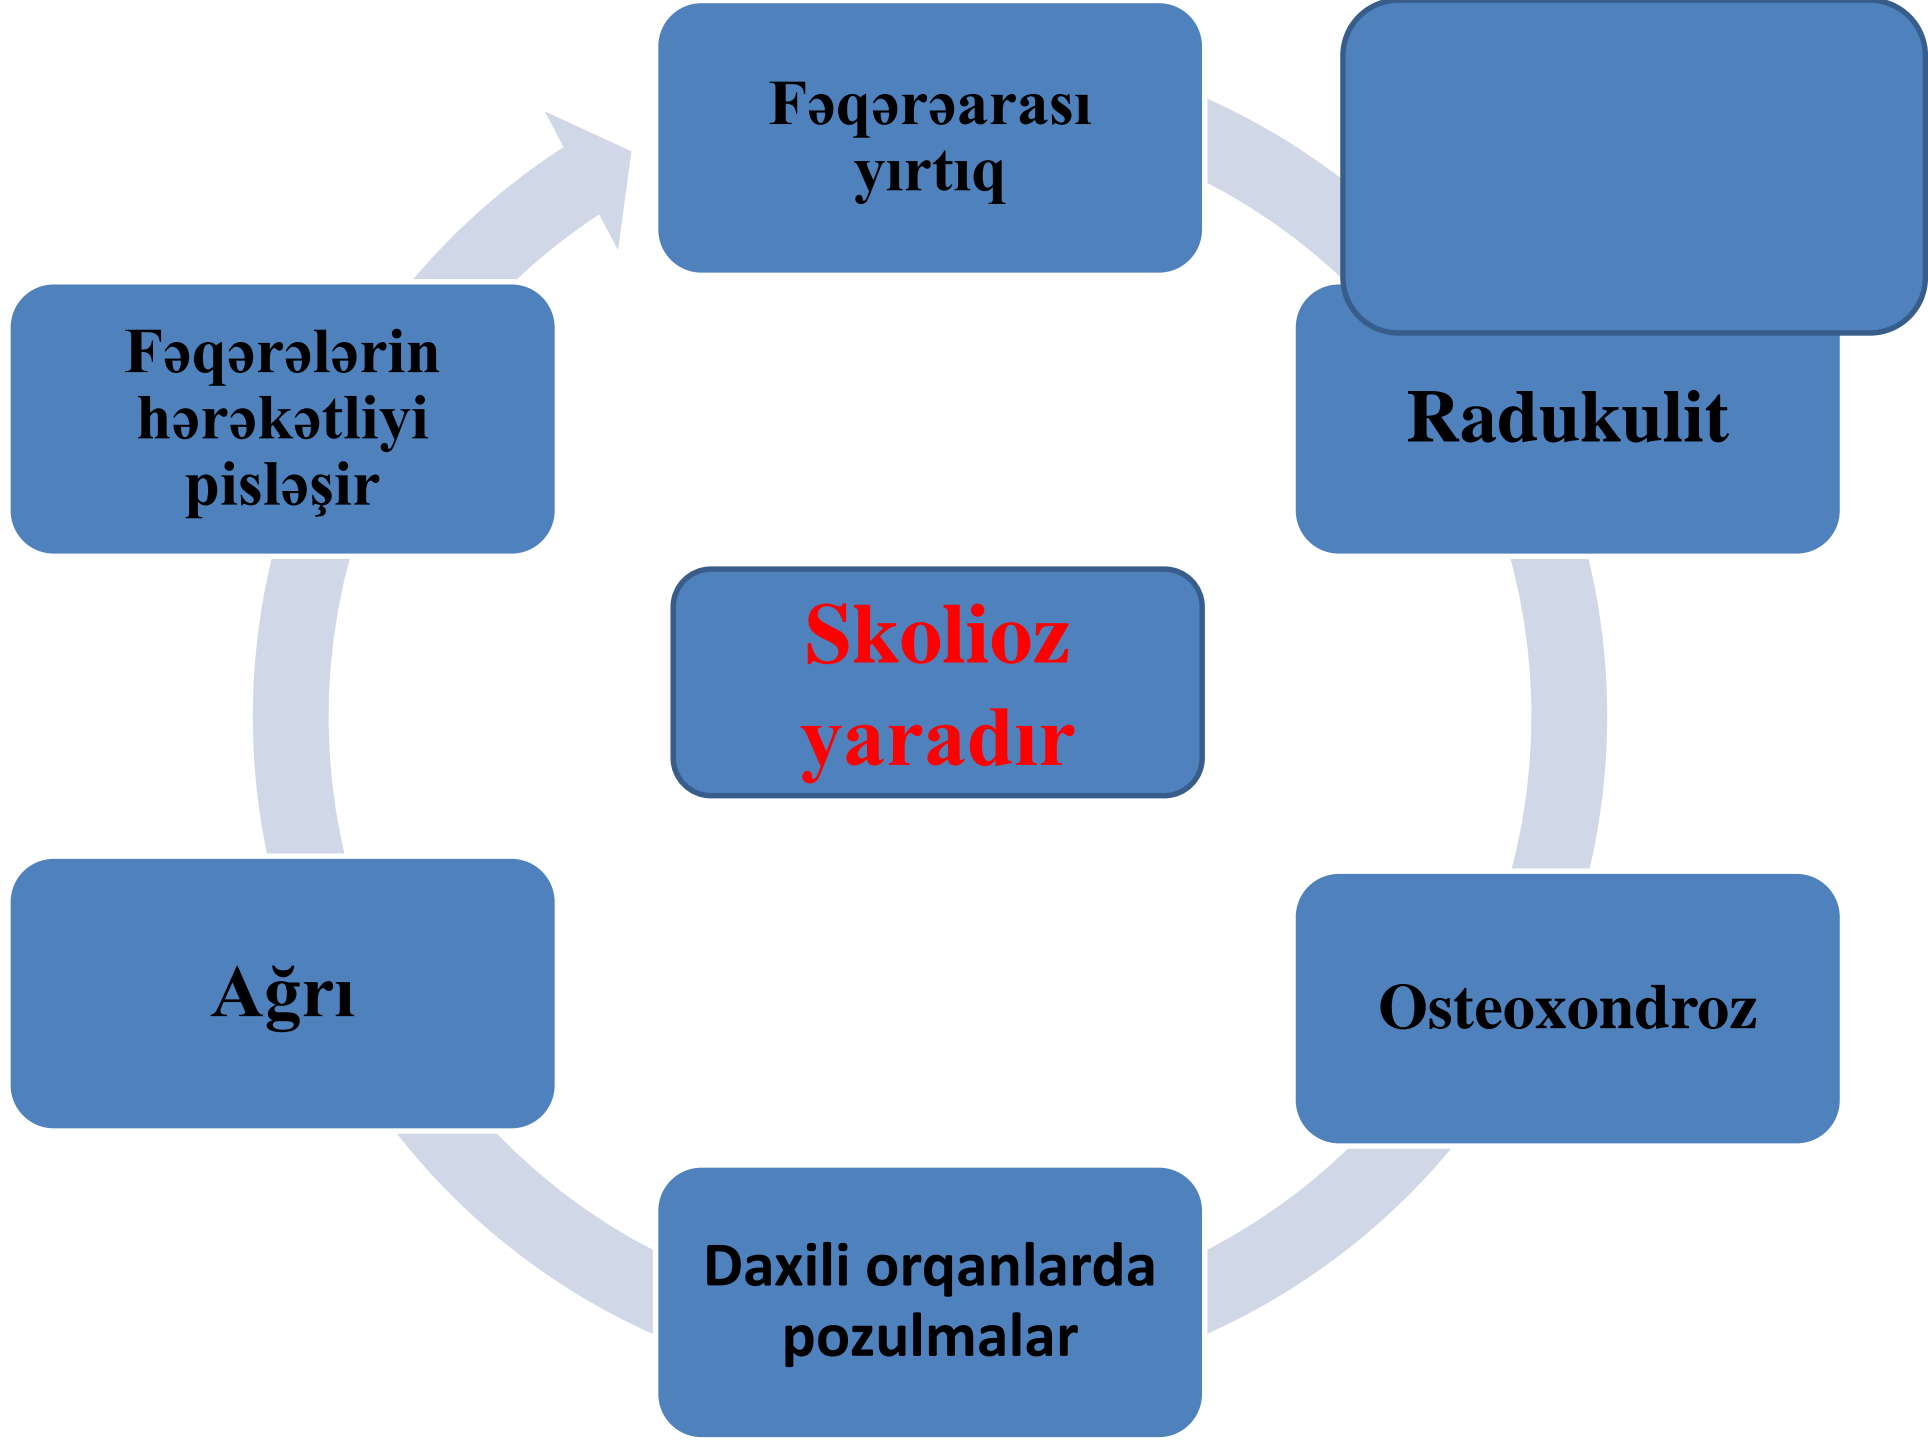 Fəqərəarası
yırtıq
Radukulit
Osteoxondroz
Daxili orqanlarda
pozulmalar
Ağrı
Fəqərələrin
hərəkətliyi
pisləşir
Skolioz
yaradır